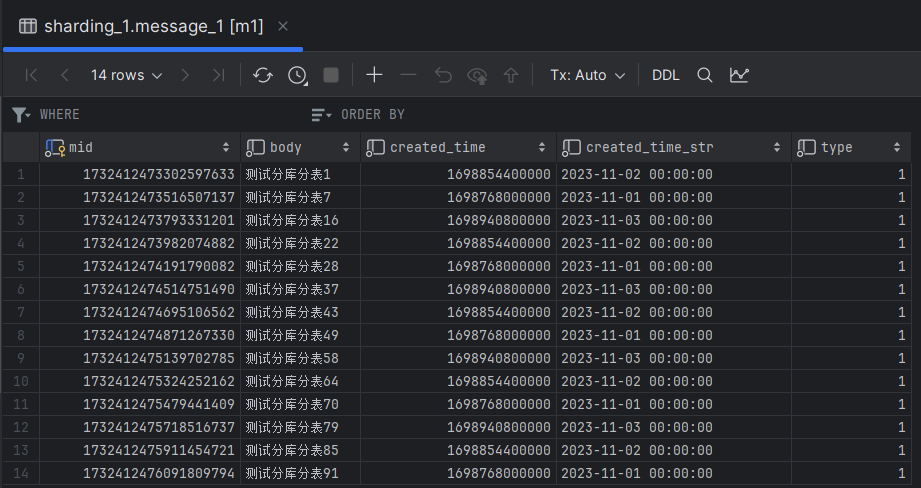 sharding_1.message_1 [m1]
14 rows Tx: Auto DDL
WHERE ORDER BY
mid body created_time created_time_str type
1 1732412473302597633 测试分库分表1 1698854400000 2023-11-02 00:00:00 1
2 1732412473516507137 测试分库分表7 1698768000000 2023-11-01 00:00:00 1
3 1732412473793331201 测试分库分表16 1698940800000 2023-11-03 00:00:00 1
4 1732412473982074882 测试分库分表22 1698854400000 2023-11-02 00:00:00 1
5 1732412474191790082 测试分库分表28 1698768000000 2023-11-01 00:00:00 1
6 1732412474514751490 测试分库分表37 1698940800000 2023-11-03 00:00:00 1
7 1732412474695106562 测试分库分表43 1698854400000 2023-11-02 00:00:00 1
8 1732412474871267330 测试分库分表49 1698768000000 2023-11-01 00:00:00 1
9 1732412475139702785 测试分库分表58 1698940800000 2023-11-03 00:00:00 1
10 1732412475324252162 测试分库分表64 1698854400000 2023-11-02 00:00:00 1
11 1732412475479441409 测试分库分表70 1698768000000 2023-11-01 00:00:00 1
12 1732412475718516737 测试分库分表79 1698940800000 2023-11-03 00:00:00 1
13 1732412475911454721 测试分库分表85 1698854400000 2023-11-02 00:00:00 1
14 1732412476091809794 测试分库分表91 1698768000000 2023-11-01 00:00:00 1